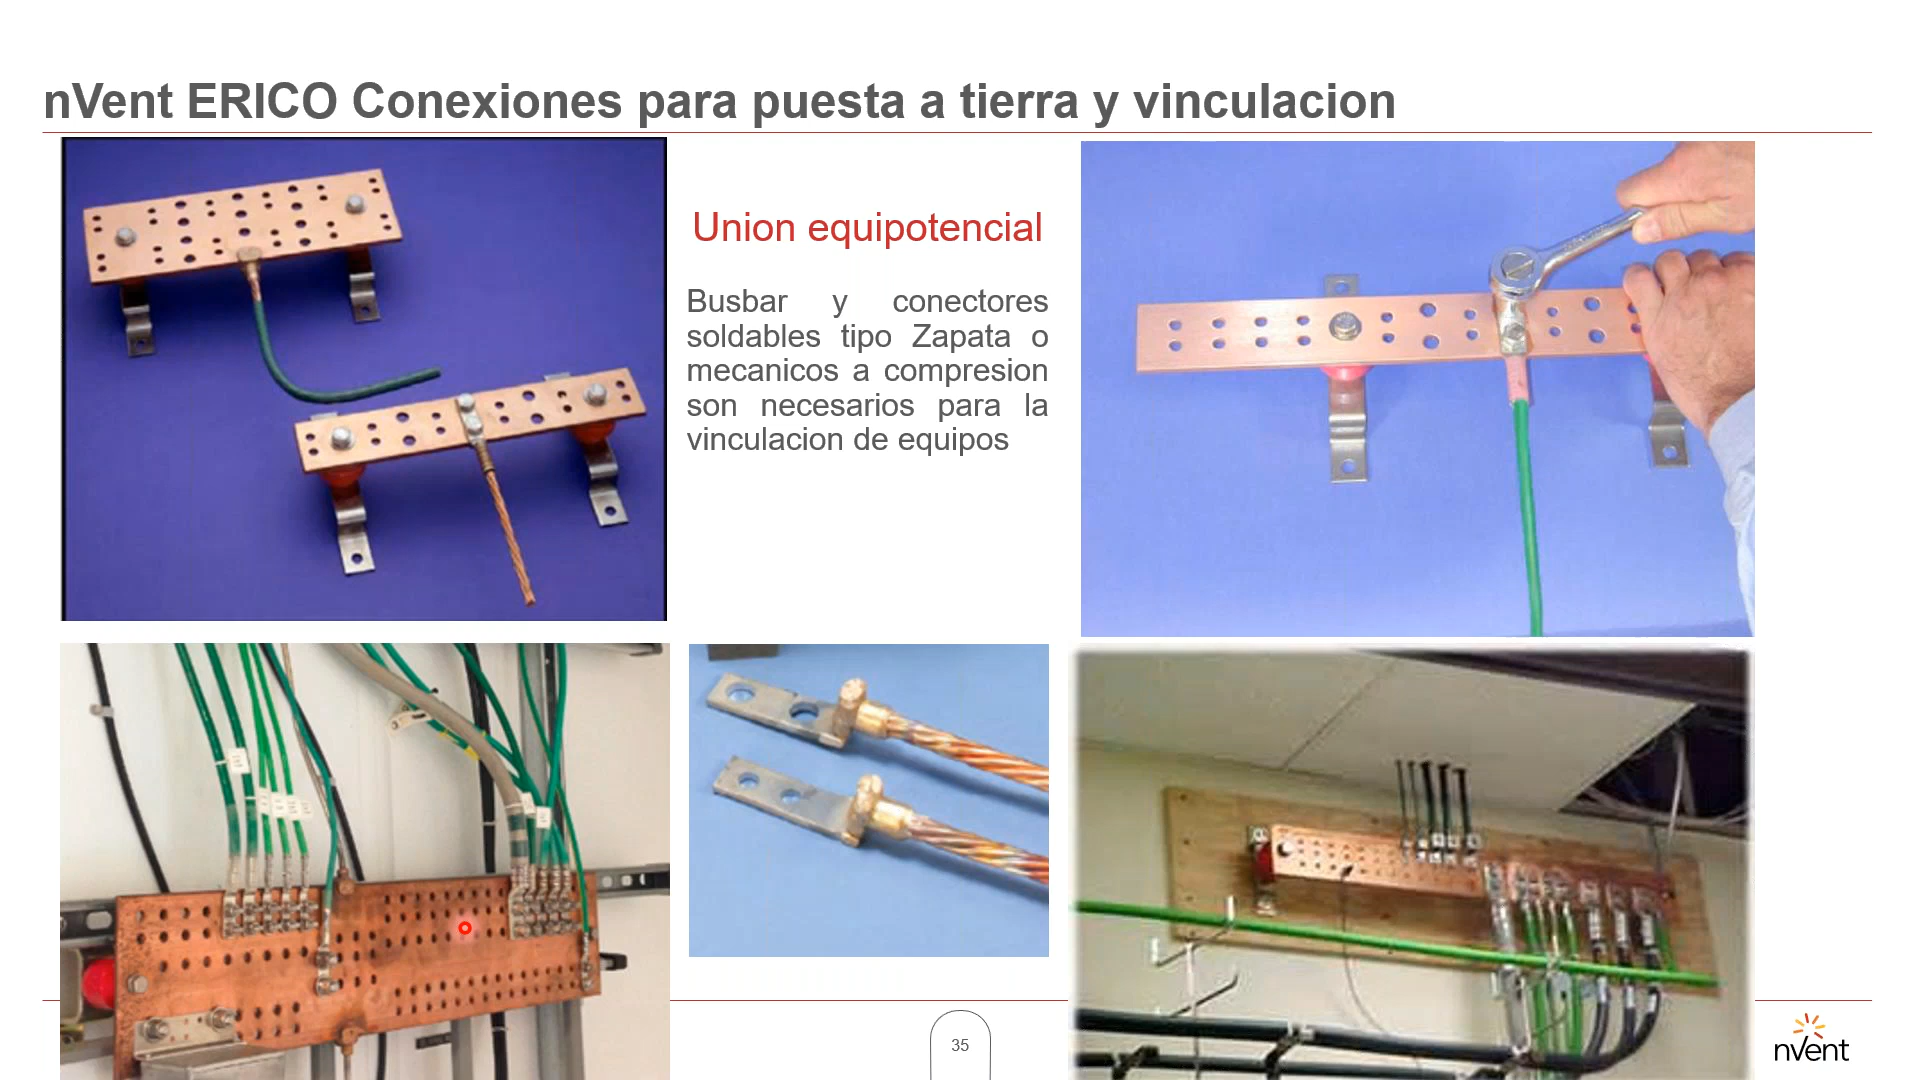 nVent ERICO Conexiones para puesta a tierra y vinculacion
Union equipotencial
Busbar y conectores
soldables tipo Zapata o
mecanicos a compresion
son necesarios para la
vinculacion de equipos
35
nVent